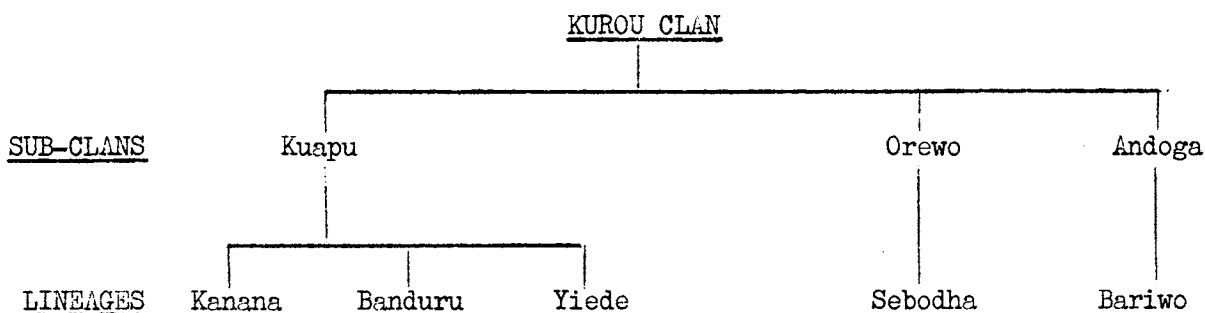 KUROU CLAN
SUB-CLANS Kuapu Orewo Andoga
LINEAGES Kanana Banduru Yiede Sebodha Bariwo